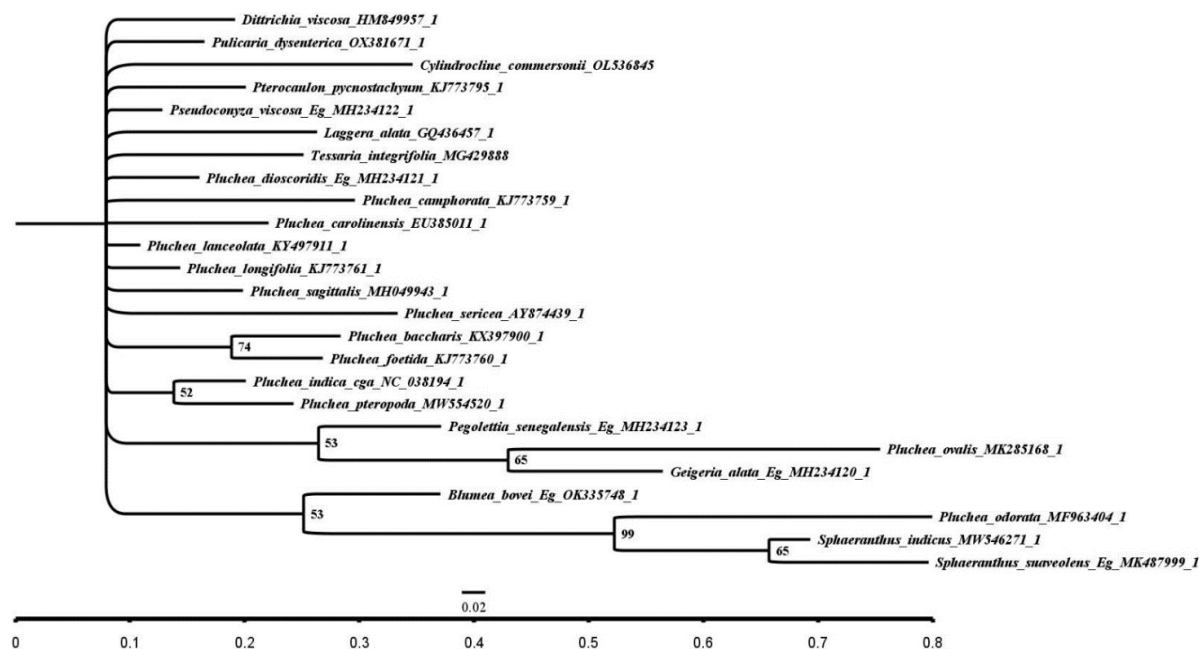 Dittrichia_viscosa_HM849957_1
Pulicaria_dysenterica_OX381671_1
Cylindrocline_commersonii_OL536845
Pterocaulon_pycnostachyum_KJ773795_1
Pseudoconyza_viscosa_Eg_MH234122_1
Laggera_alata_GQ436457_1
Tessaria_integrifolia_MG429888
Pluchea_dioscoridis_Eg_MH234121_1
Pluchea_camphorata_KJ773759_1
Pluchea_carolinensis_EU385011_1
Pluchea_lanceolata_KY497911_1
Pluchea_longifolia_KJ773761_1
Pluchea_sagittalis_MH049943_1
Pluchea_sericea_AY874439_1
Pluchea_baccharis_KX397900_1
74
Pluchea_foetida_KJ773760_1
Pluchea_indica_cga_NC_038194_1
52
Pluchea_pteropoda_MW554520_1
Pegolettia_senegalensis_Eg_MH234123_1
53
Pluchea_ovalis_MK285168_1
65
Geigeria_alata_Eg_MH234120_1
Blumea_bovei_Eg_OK335748_1
53
Pluchea_odorata_MF963404_1
99
Sphaeranthus_indicus_MW546271_1
65
Sphaeranthus_suaveolens_Eg_MK487999_1
0.02
0 0.1 0.2 0.3 0.4 0.5 0.6 0.7 0.8